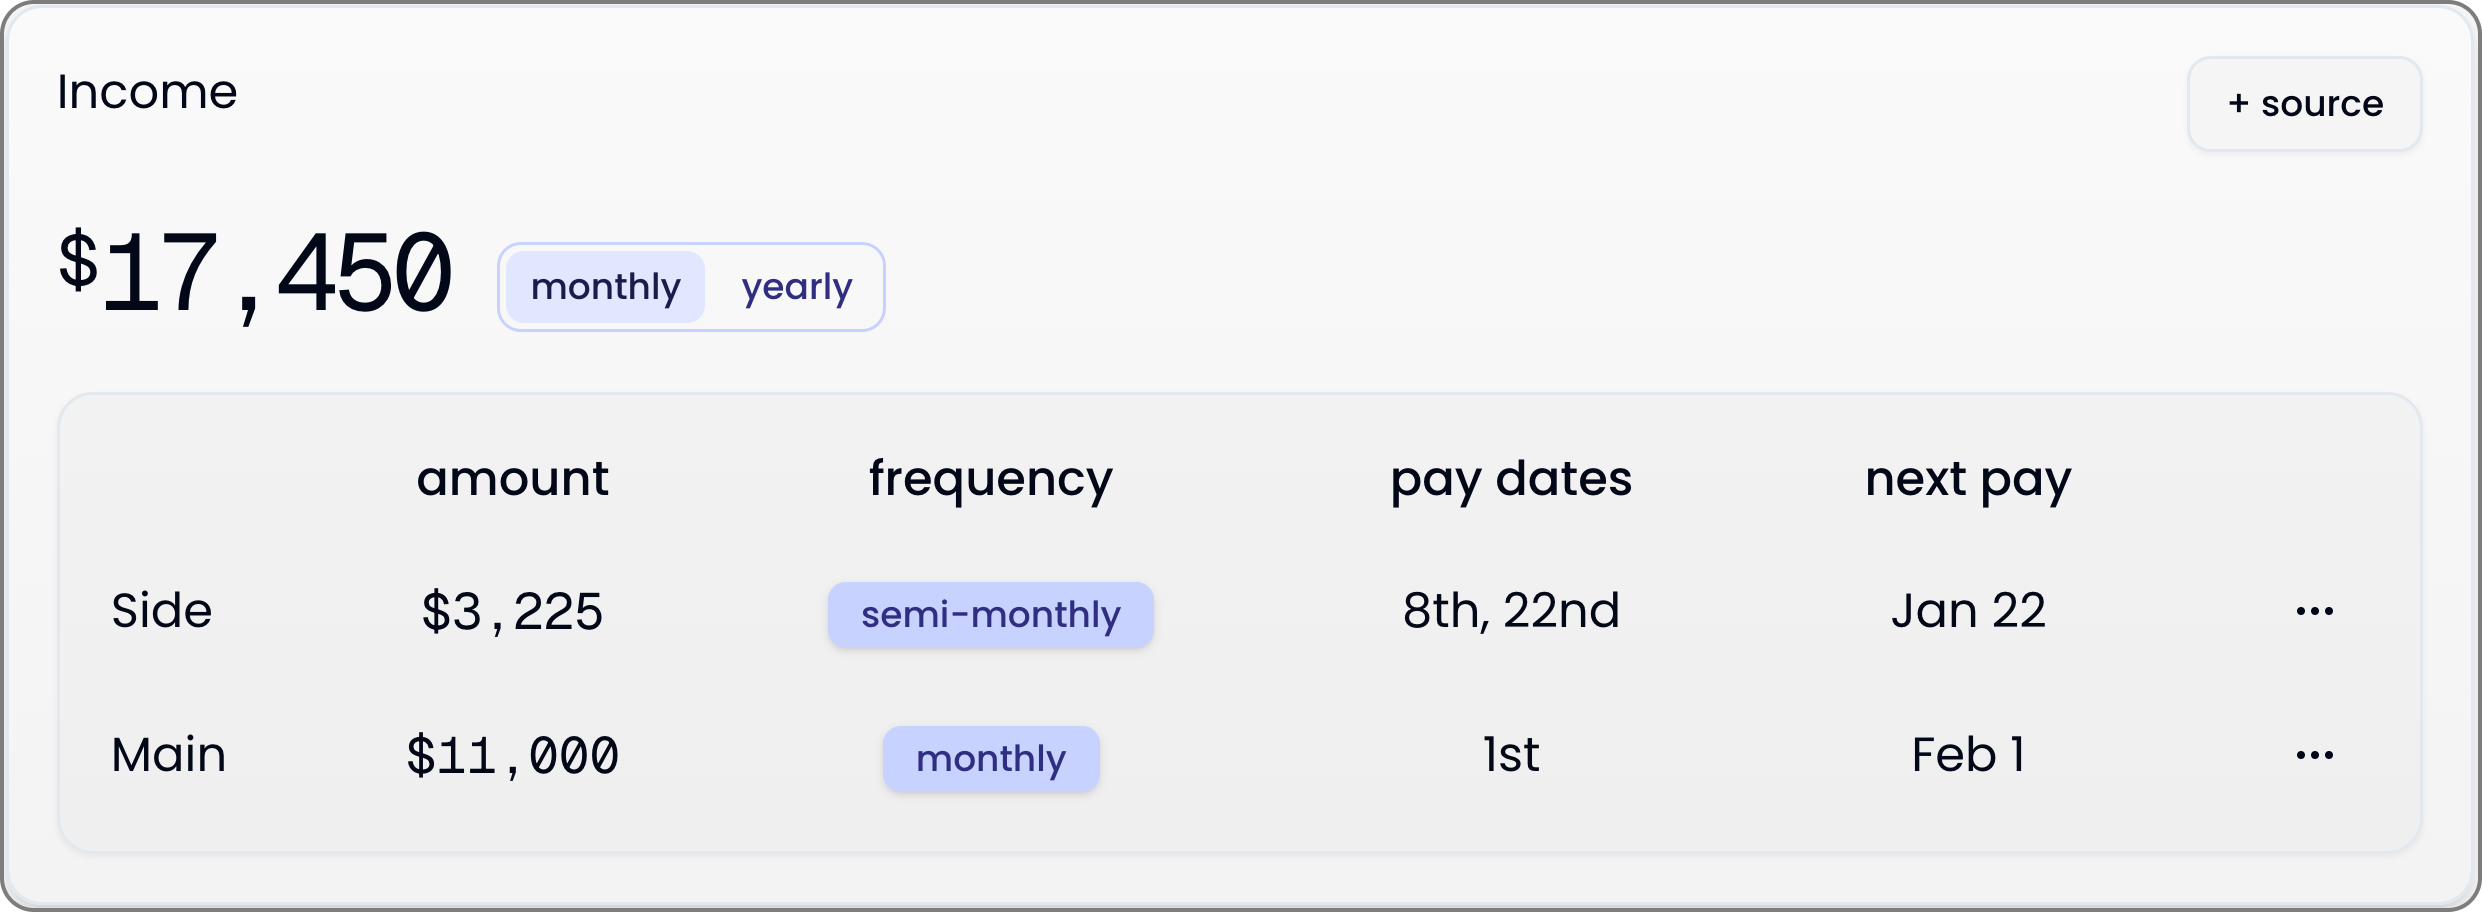 Income
+ source
$17,450 monthly yearly
amount frequency pay dates next pay
Side $3,225 semi-monthly 8th, 22nd Jan 22 ...
Main $11,000 monthly 1st Feb 1 ...